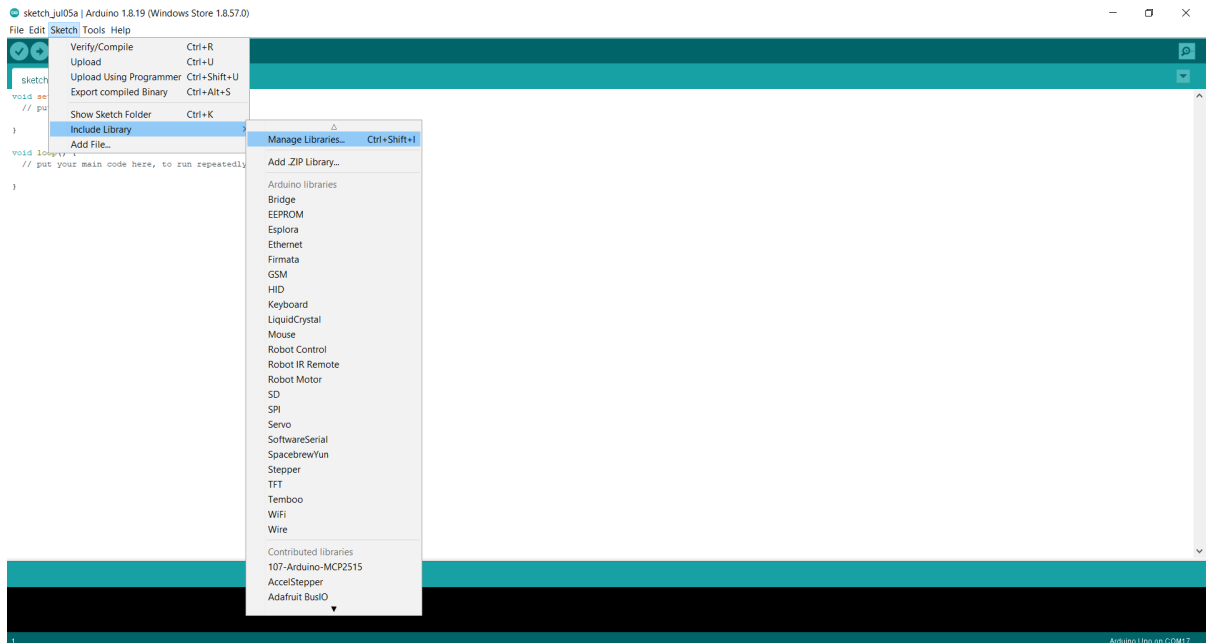 sketch_jul05a | Arduino 1.8.19 (Windows Store 1.8.57.0)
File Edit Sketch Tools Help
Verify/Compile Ctrl+R
Upload Ctrl+U
Upload Using Programmer Ctrl+Shift+U
Export compiled Binary Ctrl+Alt+S
Show Sketch Folder Ctrl+K
Include Library
Add File...
sketch
void se
// pu
}
void loop() {
// put your main code here, to run repeatedly
}
Manage Libraries... Ctrl+Shift+I
Add .ZIP Library...
Arduino libraries
Bridge
EEPROM
Esplora
Ethernet
Firmata
GSM
HID
Keyboard
LiquidCrystal
Mouse
Robot Control
Robot IR Remote
Robot Motor
SD
SPI
Servo
SoftwareSerial
SpacebrewYun
Stepper
TFT
Temboo
WiFi
Wire
Contributed libraries
107-Arduino-MCP2515
AccelStepper
Adafruit BusIO
1
Arduino Uno on COM17